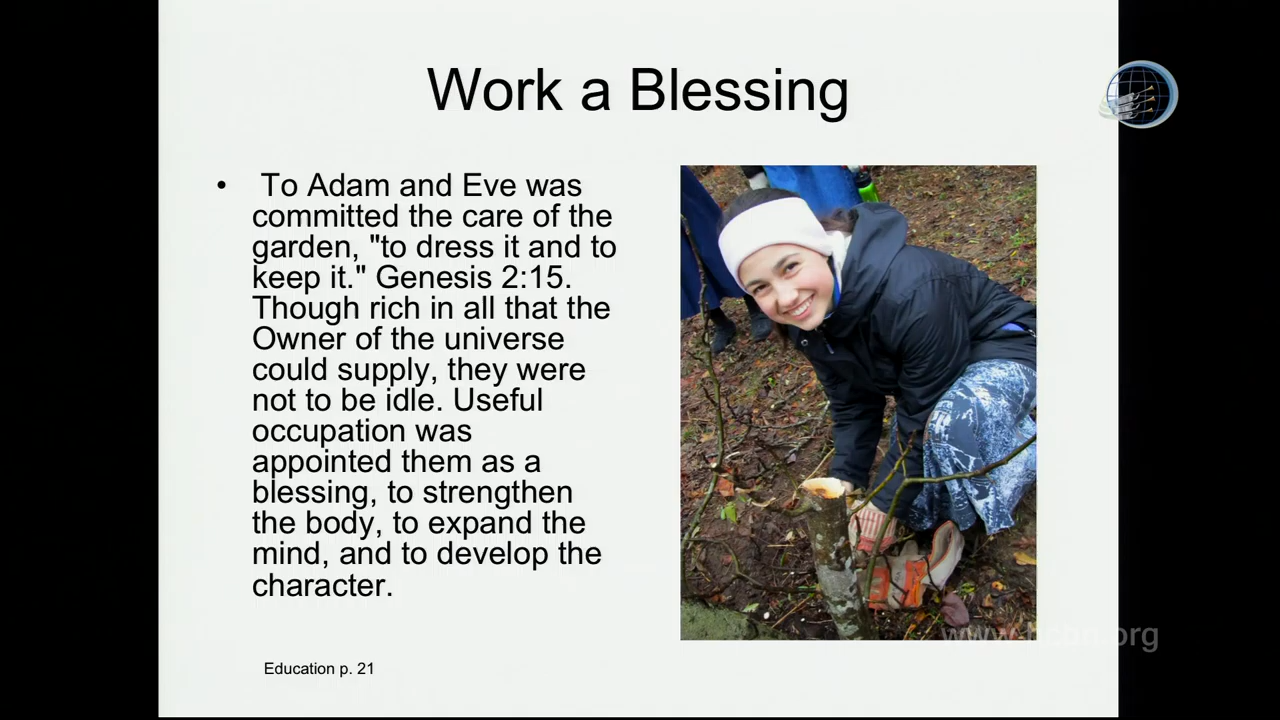 Work a Blessing
• To Adam and Eve was
committed the care of the
garden, "to dress it and to
keep it." Genesis 2:15.
Though rich in all that the
Owner of the universe
could supply, they were
not to be idle. Useful
occupation was
appointed them as a
blessing, to strengthen
the body, to expand the
mind, and to develop the
character.
Education p. 21